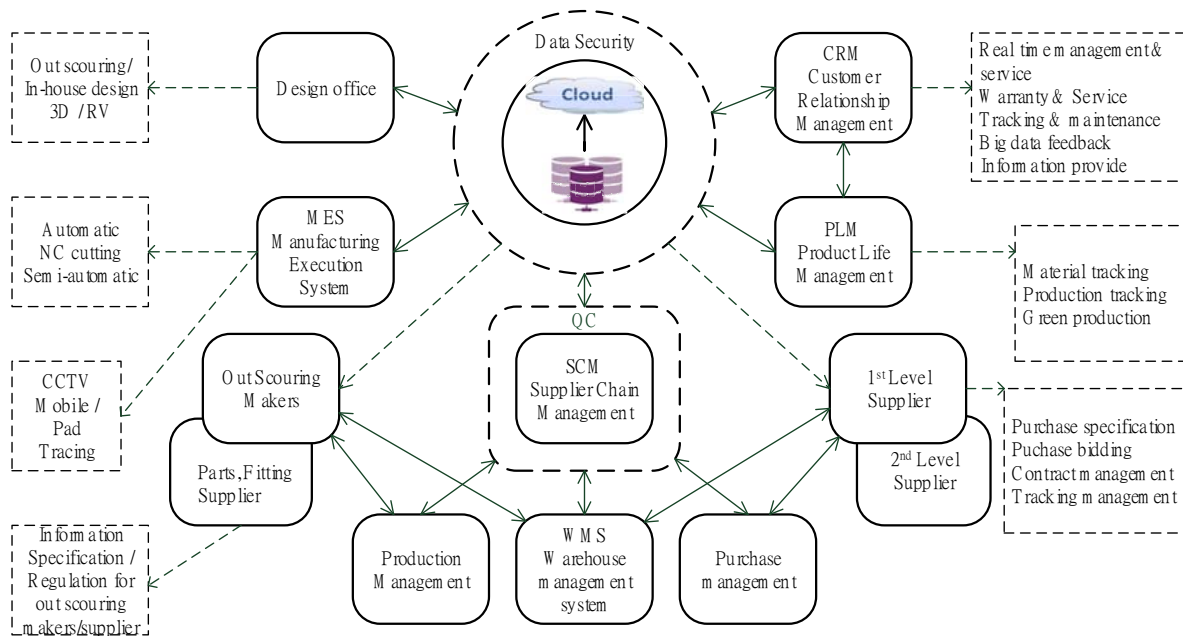 Outscouring/
In-house design
3D /RV
Design office
Data Security
Cloud
CRM
Customer
Relationship
Management
Real time management &
service
Warranty & Service
Tracking & maintenance
Big data feedback
Information provide
Automatic
NC cutting
Semi-automatic
MES
Manufacturing
Execution
System
PLM
Product Life
Management
Material tracking
Production tracking
Green production
QC
SCM
Supplier Chain
Management
CCTV
Mobile /
Pad
Tracing
Out Scouring
Makers
Parts,Fitting
Supplier
1st Level
Supplier
2nd Level
Supplier
Purchase specification
Puchase bidding
Contract management
Tracking management
Information
Specification /
Regulation for
outscouring
makers/supplier
Production
Management
WMS
Warehouse
management
system
Purchase
management